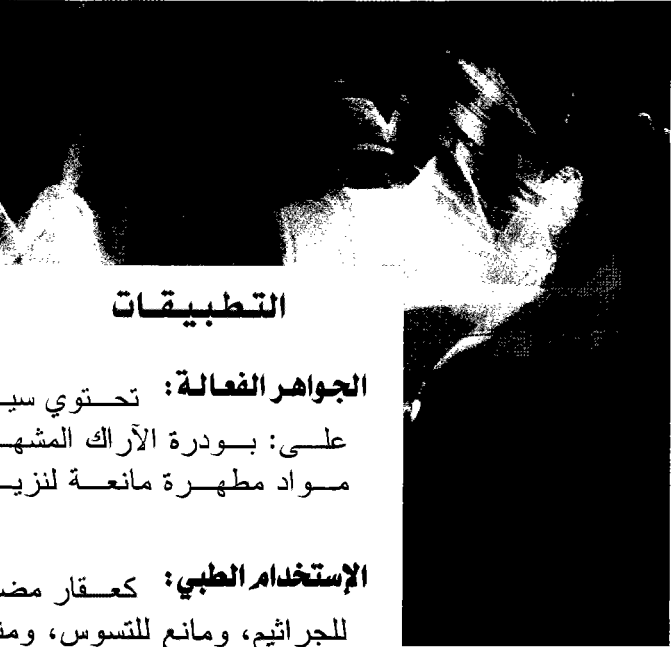 التطبيقات
الجواهر الفعالة: تحتوي
على: بودرة الآراك
مواد مطهرة مانعة
الإستخدام الطبي: كعقار
للجراثيم، ومانع للتسوس،